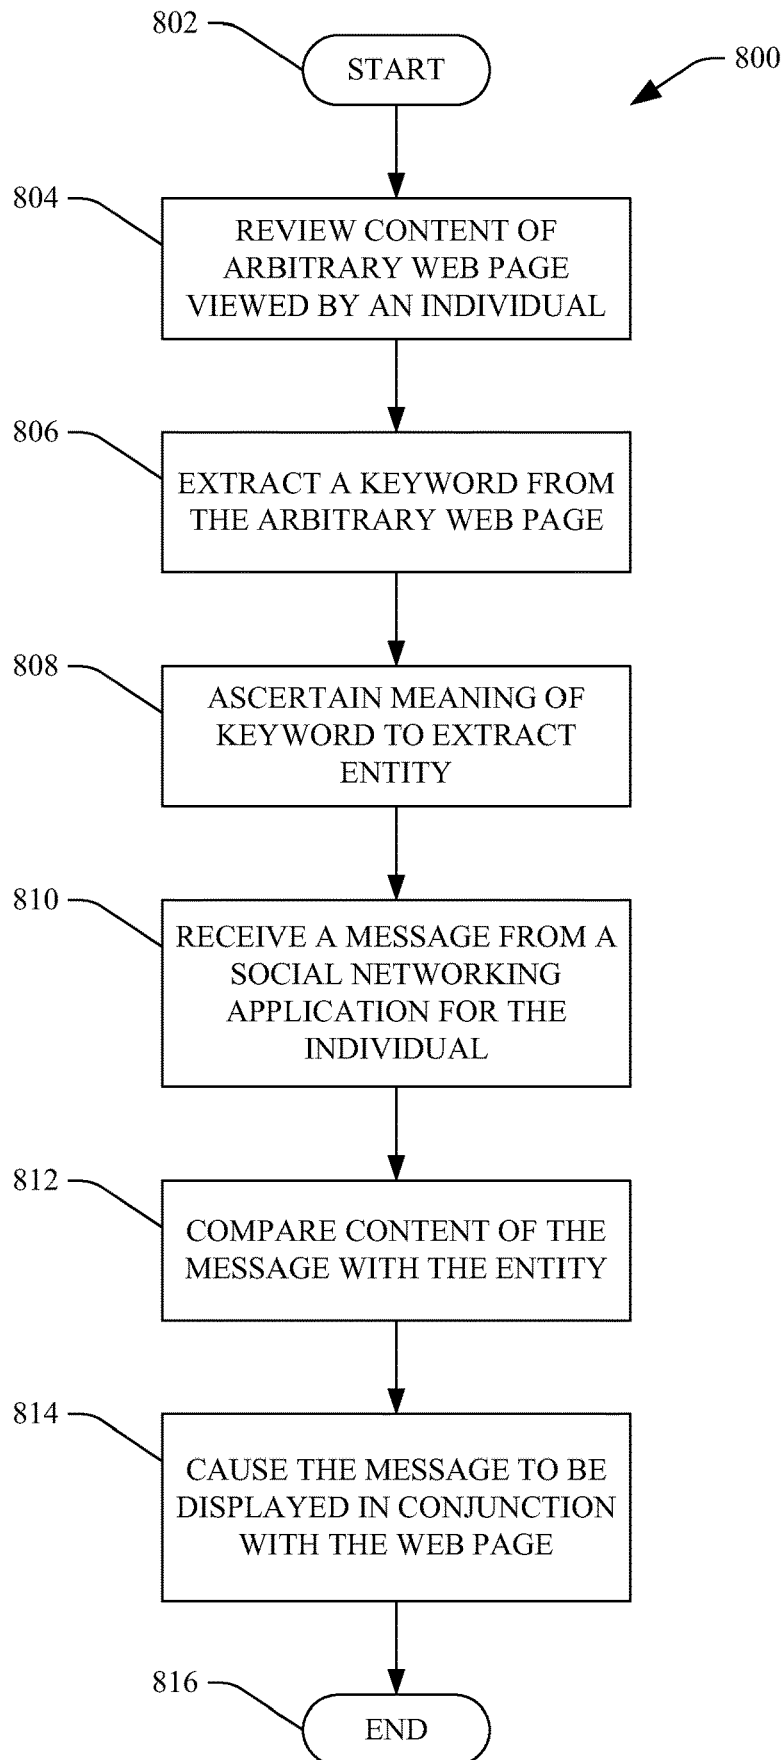 802
START
800
804
REVIEW CONTENT OF
ARBITRARY WEB PAGE
VIEWED BY AN INDIVIDUAL
806
EXTRACT A KEYWORD FROM
THE ARBITRARY WEB PAGE
808
ASCERTAIN MEANING OF
KEYWORD TO EXTRACT
ENTITY
810
RECEIVE A MESSAGE FROM A
SOCIAL NETWORKING
APPLICATION FOR THE
INDIVIDUAL
812
COMPARE CONTENT OF THE
MESSAGE WITH THE ENTITY
814
CAUSE THE MESSAGE TO BE
DISPLAYED IN CONJUNCTION
WITH THE WEB PAGE
816
END